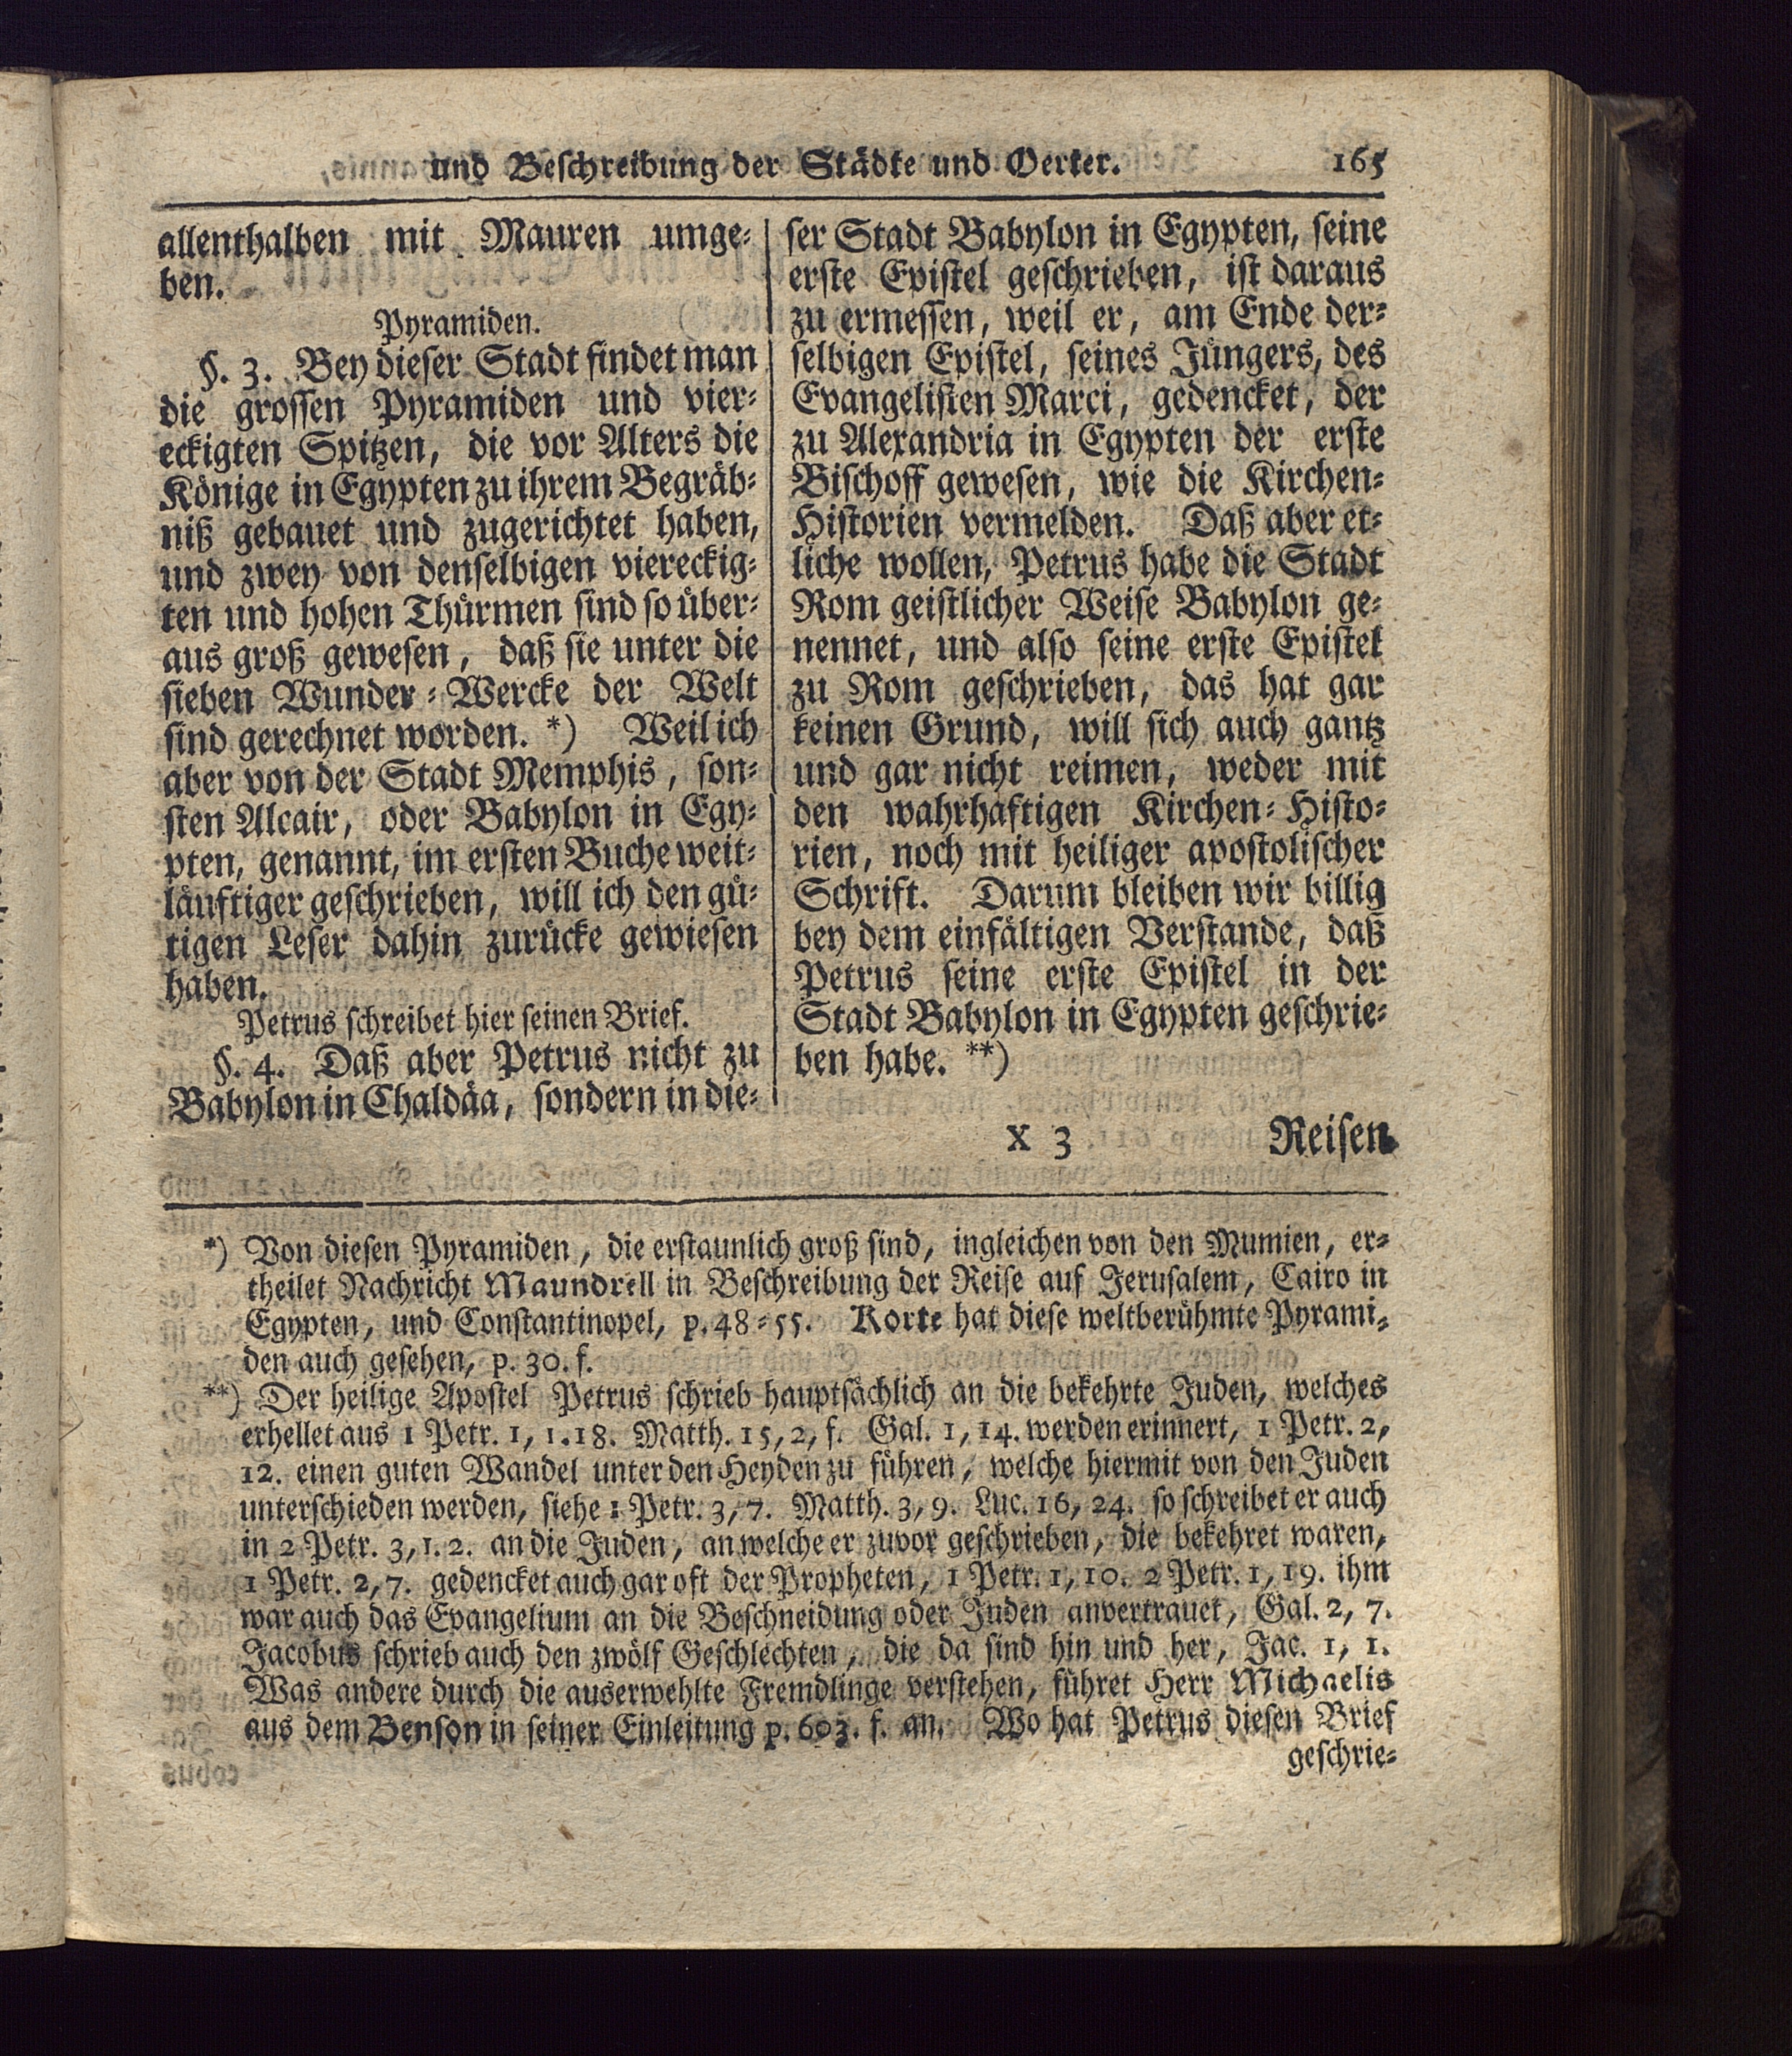 und Beſchreibung der Städte und Oerter. 165
allenthalben mit Mauren umge⸗
ben.
Pyramiden.
§. 3. Bey dieſer Stadt findet man
die groſſen Pyramiden und vier⸗
eckigten Spitzen, die vor Alters die
Könige in Egypten zu ihrem Begräb⸗
niß gebauet und zugerichtet haben,
und zwey von denſelbigen viereckig⸗
ten und hohen Thürmen ſind ſo über⸗
aus groß geweſen, daß ſie unter die
ſieben Wunder⸗Wercke der Welt
ſind gerechnet worden. *) Weil ich
aber von der Stadt Memphis, ſon⸗
ſten Alcair, oder Babylon in Egy⸗
pten, genannt, im erſten Buche weit⸗
läuftiger geſchrieben, will ich den gü⸗
tigen Leſer dahin zurücke gewieſen
haben.
Petrus ſchreibet hier ſeinen Brief.
§. 4. Daß aber Petrus nicht zu
Babylon in Chaldäa, ſondern in die⸗
ſer Stadt Babylon in Egypten, ſeine
erſte Epiſtel geſchrieben, iſt daraus
zu ermeſſen, weil er, am Ende der⸗
ſelbigen Epiſtel, ſeines Jüngers, des
Evangeliſten Marci, gedencket, der
zu Alexandria in Egypten der erſte
Biſchoff geweſen, wie die Kirchen⸗
Hiſtorien vermelden. Daß aber et⸗
liche wollen, Petrus habe die Stadt
Rom geiſtlicher Weiſe Babylon ge⸗
nennet, und alſo ſeine erſte Epiſtel
zu Rom geſchrieben, das hat gar
keinen Grund, will ſich auch gantz
und gar nicht reimen, weder mit
den wahrhaftigen Kirchen⸗Hiſto⸗
rien, noch mit heiliger apoſtoliſcher
Schrift. Darum bleiben wir billig
bey dem einfältigen Verſtande, daß
Petrus ſeine erſte Epiſtel in der
Stadt Babylon in Egypten geſchrie⸗
ben habe. **)
X 3 Reiſen
*) Von dieſen Pyramiden, die erſtaunlich groß ſind, ingleichen von den Mumien, er⸗
theilet Nachricht Maundrell in Beſchreibung der Reiſe auf Jeruſalem, Cairo in
Egypten, und Conſtantinopel, p. 48⸗55. Korte hat dieſe weltberühmte Pyrami⸗
den auch geſehen, p. 30. f.
**) Der heilige Apoſtel Petrus ſchrieb hauptſächlich an die bekehrte Juden, welches
erhellet aus 1 Petr. 1, 1. 18. Matth. 15, 2, f. Gal. 1, 14. werden erinnert, 1 Petr. 2,
12. einen guten Wandel unter den Heyden zu führen, welche hiermit von den Juden
unterſchieden werden, ſiehe 1 Petr. 3, 7. Matth. 3, 9. Luc. 16, 24. ſo ſchreibet er auch
in 2 Petr. 3, 1. 2. an die Juden, an welche er zuvor geſchrieben, die bekehret waren,
1 Petr. 2, 7. gedencket auch gar oft der Propheten, 1 Petr. 1, 10. 2 Petr. 1, 19. ihm
war auch das Evangelium an die Beſchneidung oder Juden anvertrauet, Gal. 2, 7.
Jacobus ſchrieb auch den zwölf Geſchlechten, die da ſind hin und her, Jac. 1, 1.
Was andere durch die auserwehlte Fremdlinge verſtehen, führet Herr Michaelis
aus dem Benſon in ſeiner Einleitung p. 603. f. an. Wo hat Petrus dieſen Brief
geſchrie⸗